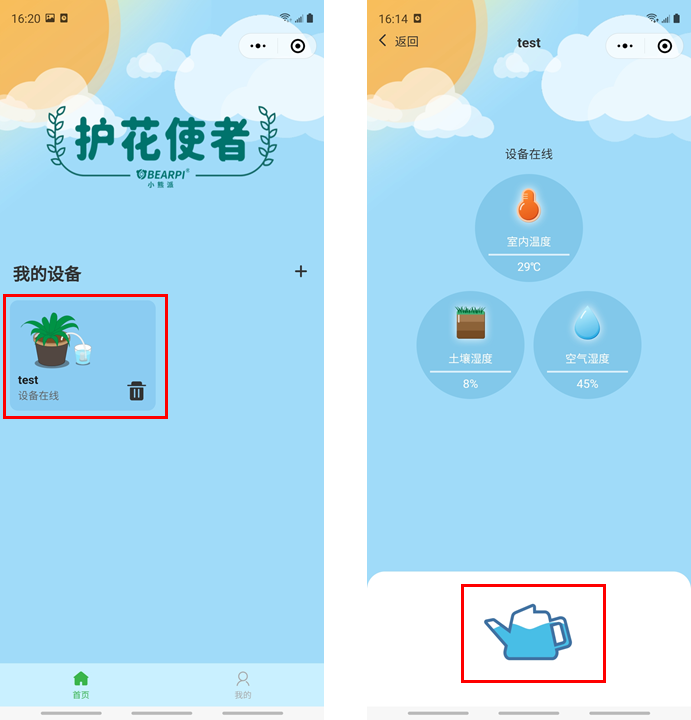 16:20
护花使者
BEARPI®
小熊派
我的设备
+
test
设备在线
首页
我的
16:14
返回
test
设备在线
室内温度
29℃
土壤湿度
8%
空气湿度
45%